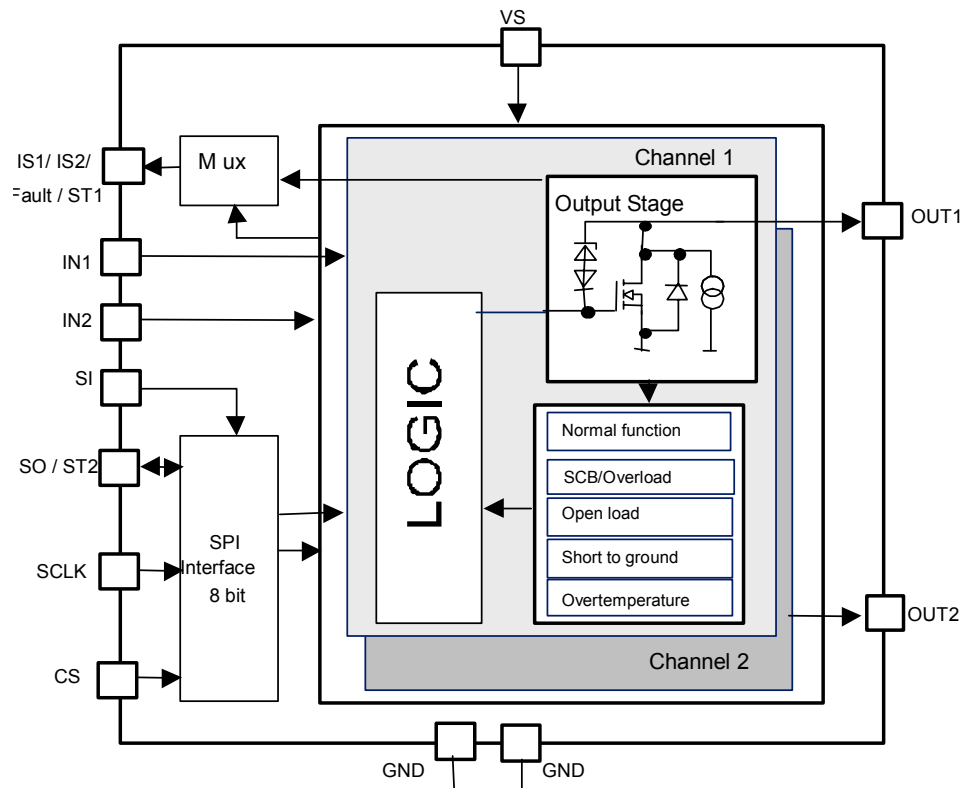 VS
IS1/ IS2/
Fault / ST1
M ux
Channel 1
Output Stage
OUT1
IN1
IN2
SI
LOGIC
Normal function
SCB/Overload
Open load
Short to ground
Overtemperature
SO / ST2
SPI
Interface
8 bit
SCLK
OUT2
CS
Channel 2
GND
GND